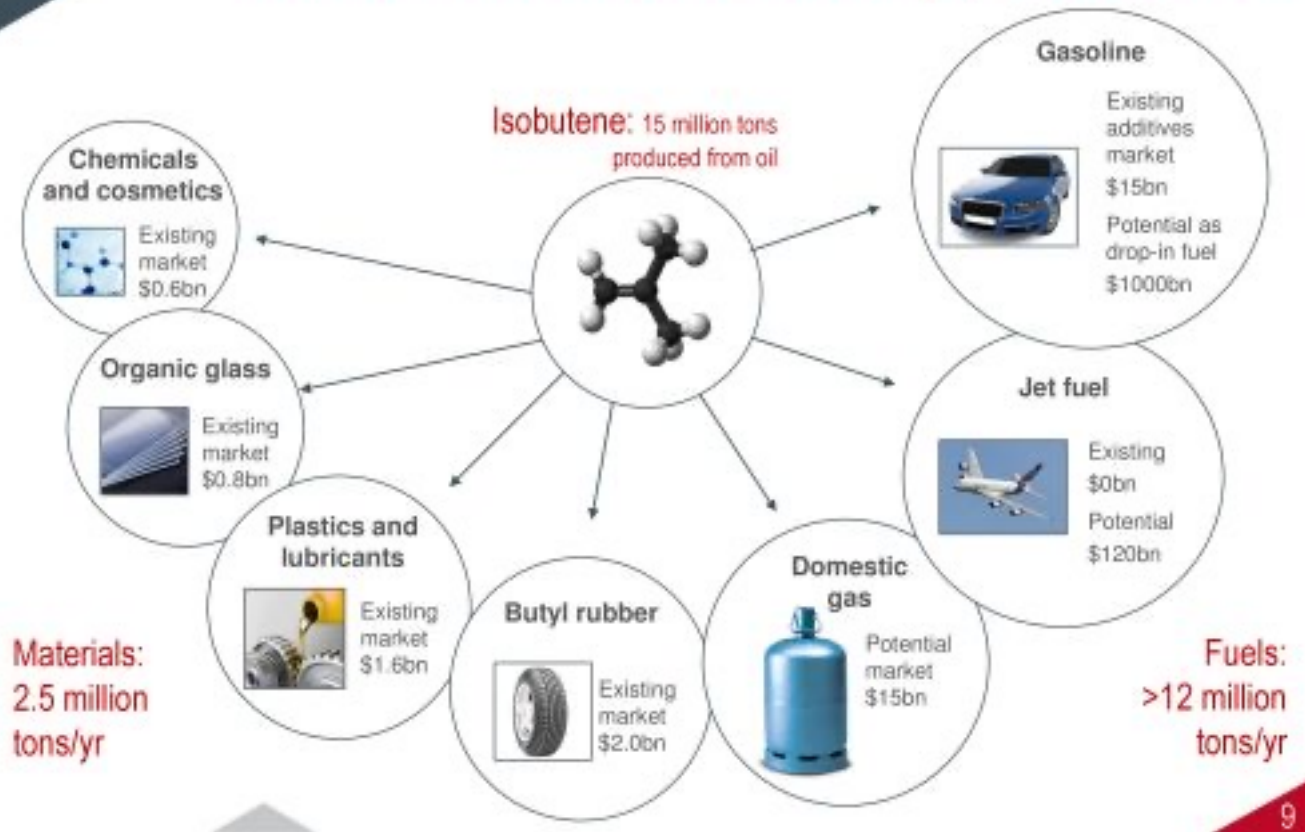 Isobutene: 15 million tons
produced from oil
Chemicals
and cosmetics
Existing
market
$0.6bn
Organic glass
Existing
market
$0.8bn
Plastics and
lubricants
Existing
market
$1.6bn
Butyl rubber
Existing
market
$2.0bn
Domestic
gas
Potential
market
$15bn
Jet fuel
Existing
$0bn
Potential
$120bn
Gasoline
Existing
additives
market
$15bn
Potential as
drop-in fuel
$1000bn
Materials:
2.5 million
tons/yr
Fuels:
>12 million
tons/yr
9